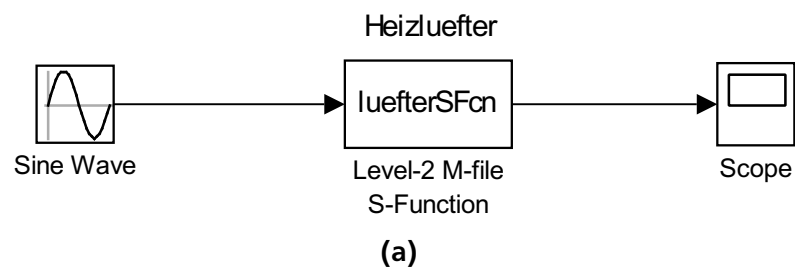 Heizluefter
luefterSFcn
Sine Wave
Level-2 M-file
S-Function
Scope
(a)